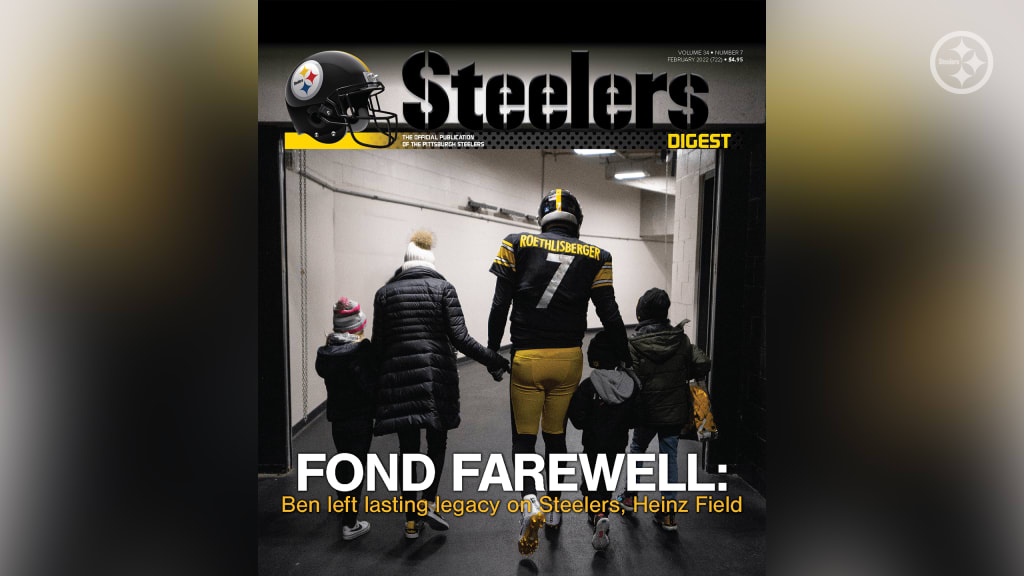 VOLUME 34 • NUMBER 7
FEBRUARY 2022 (722) • $4.95
Steelers
THE OFFICIAL PUBLICATION
OF THE PITTSBURGH STEELERS
DIGEST
Steelers
ROETHLISBERGER
7
FOND FAREWELL:
Ben left lasting legacy on Steelers, Heinz Field